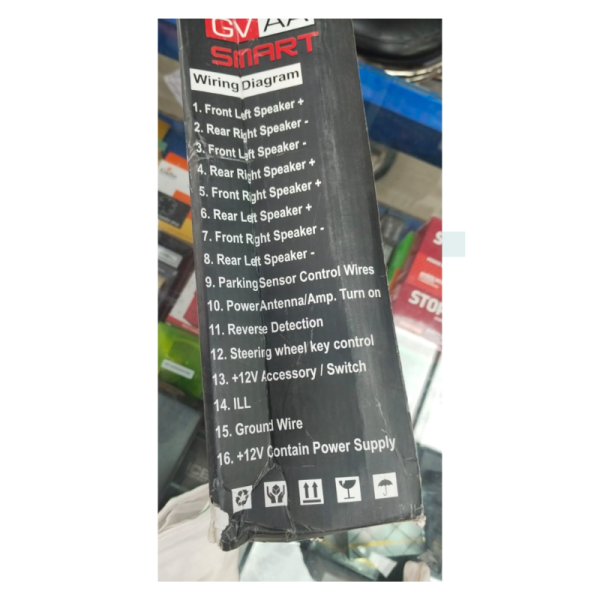 GV AA
SMART
Wiring Diagram
1. Front Left Speaker +
2. Rear Right Speaker -
3. Front Left Speaker -
4. Rear Right Speaker +
5. Front Right Speaker +
6. Rear Left Speaker +
7. Front Right Speaker -
8. Rear Left Speaker -
9. Parking Sensor Control Wires
10. Power Antenna/Amp. Turn on
11. Reverse Detection
12. Steering wheel key control
13. +12V Accessory / Switch
14. ILL
15. Ground Wire
16. +12V Contain Power Supply
STOP